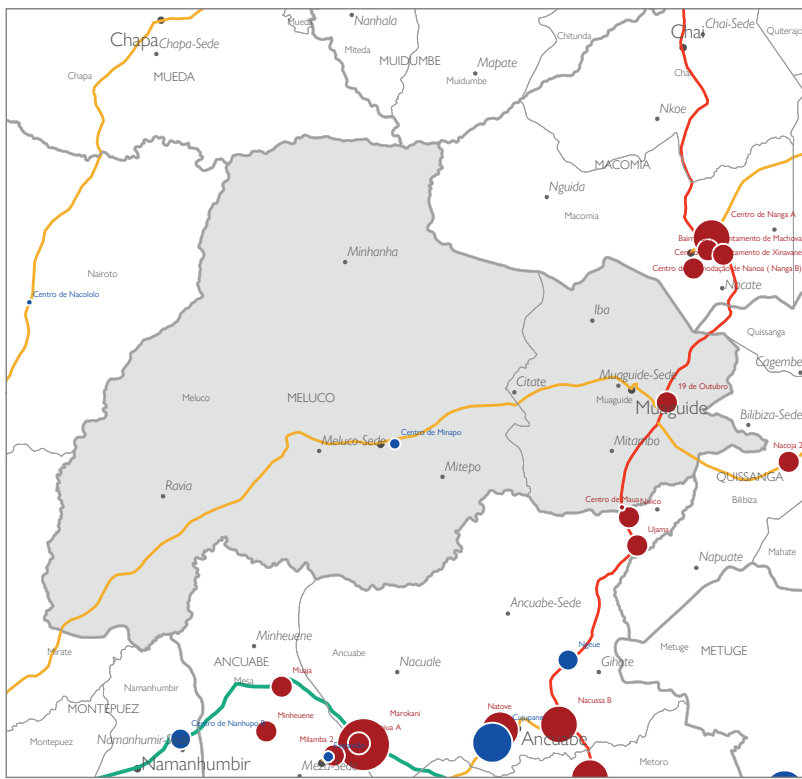 Mueda
Nanhala
Chai-Sede
Quiterajo
Chapa
Chapa-Sede
Miteda
MUIDUMBE
Chitunda
Chai
Mapate
Muidumbe
Chapa
MUEDA
Chai
Nkoe
MACOMIA
Nguida
Macomia
Centro de Nanga A
Minhanha
Nairoto
Centro de Nacololo
Nacate
Iba
Quissanga
Cagembe
Muaguide-Sede
Citate
19 de Outubro
Meluco
MELUCO
Muaguide
Muaguide
Bilibiza-Sede
Centro de Minapo
Meluco-Sede
Mitambo
Nacoja 2
Mitepo
QUISSANGA
Ravia
Centro de Maua
Bilibiza
Ujama
Mahate
Napuate
Ancuabe-Sede
Minheuene
Mirate
Ancuabe
Ngeue
Metuge
METUGE
ANCUABE
Nacuale
Gihote
Muaja
Mesa
Namanhumbir
MONTEPUEZ
Marokani
Natove
Nacussa B
Minheuene
Centro de Nanhupo B
Montepuez
Milamba 2
Ancuabe
Metoro
Namanhumbir